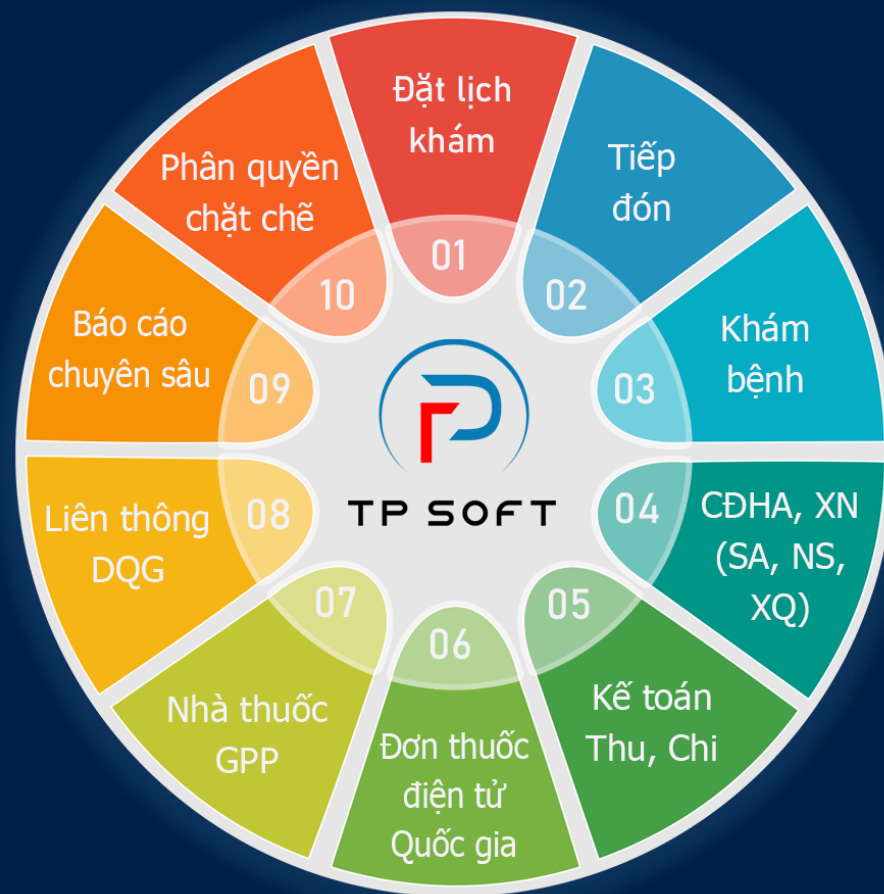 Đặt lịch
khám
01
Tiếp
đón
02
Khám
bệnh
03
CĐHA, XN
(SA, NS,
XQ)
04
Kế toán
Thu, Chi
05
Đơn thuốc
điện tử
Quốc gia
06
Nhà thuốc
GPP
07
Liên thông
DQG
08
Báo cáo
chuyên sâu
09
Phân quyền
chặt chẽ
10
TP SOFT